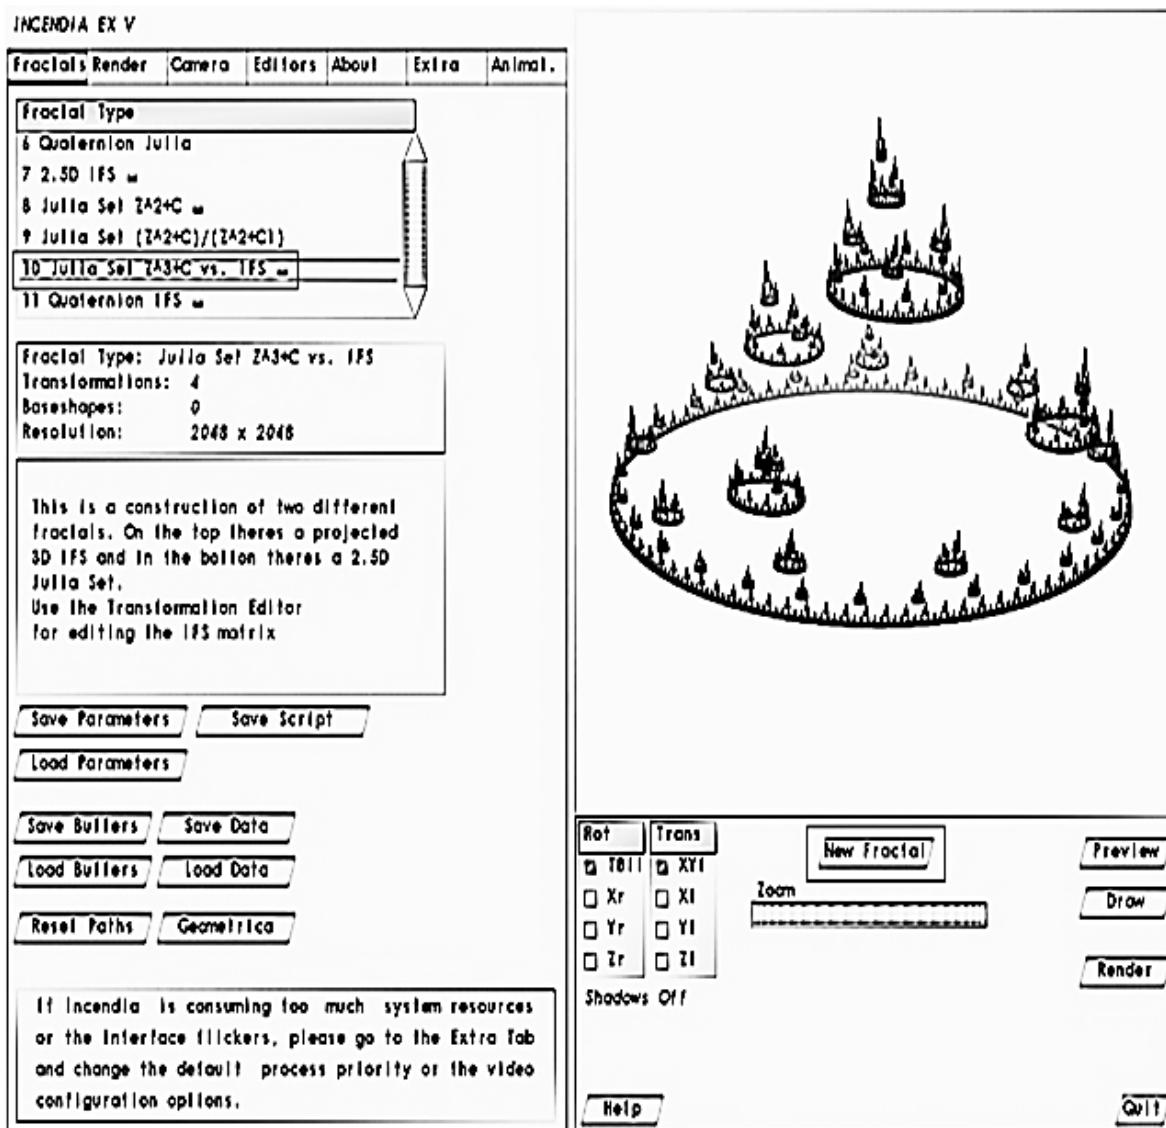 INCENDIA EX V
Fractals Render Camera Editors About Extra Animat.
Fractal Type
6 Quaternion Julia
7 2.5D IFS
8 Julia Set Z^2+C
9 Julia Set (Z^2+C)/(Z^2+C1)
10 Julia Set Z^3+C vs. IFS
11 Quaternion IFS
Fractal Type: Julia Set Z^3+C vs. IFS
Transformations: 4
Baseshapes: 0
Resolution: 2048 x 2048
This is a construction of two different
fractals. On the top theres a projected
3D IFS and in the botton theres a 2.5D
Julia Set.
Use the Transformation Editor
for editing the IFS matrix
Save Parameters Save Script
Load Parameters
Save Buffers Save Data
Load Buffers Load Data
Reset Paths Geometrica
If Incendia is consuming too much system resources
or the Interface flickers, please go to the Extra Tab
and change the default process priority or the video
configuration options.
Rot Trans
XYt
Xr Xt
Yr Yt
Zr Zt
Shadows Off
New Fractal
Zoom
Preview
Draw
Render
Help
Quit